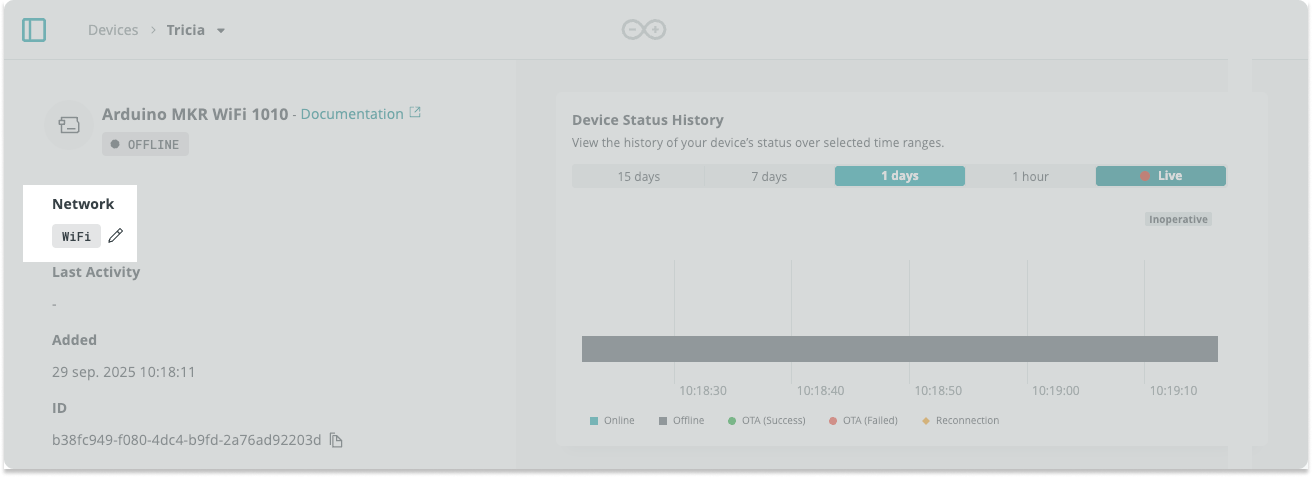 Devices > Tricia
Arduino MKR WiFi 1010 - Documentation
OFFLINE
Network
WiFi
Last Activity
-
Added
29 sep. 2025 10:18:11
ID
b38fc949-f080-4dc4-b9fd-2a76ad92203d
Device Status History
View the history of your device’s status over selected time ranges.
15 days 7 days 1 days 1 hour Live
Inoperative
10:18:30 10:18:40 10:18:50 10:19:00 10:19:10
Online Offline OTA (Success) OTA (Failed) Reconnection